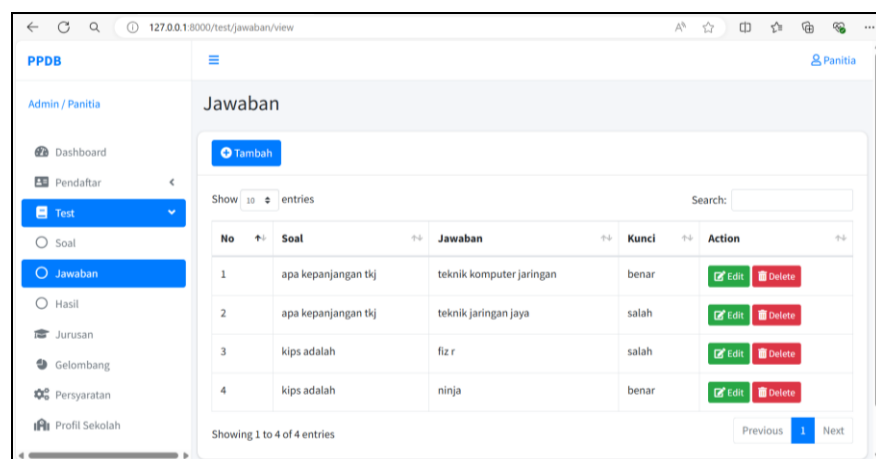 127.0.0.1:8000/test/jawaban/view
PPDB
Panitia
Admin / Panitia
Jawaban
Dashboard
Pendaftar
Test
Soal
Jawaban
Hasil
Jurusan
Gelombang
Persyaratan
Profil Sekolah
Tambah
Show 10 entries
Search:
No Soal Jawaban Kunci Action
1 apa kepanjangan tkj teknik komputer jaringan benar Edit Delete
2 apa kepanjangan tkj teknik jaringan jaya salah Edit Delete
3 kips adalah fiz r salah Edit Delete
4 kips adalah ninja benar Edit Delete
Showing 1 to 4 of 4 entries
Previous 1 Next